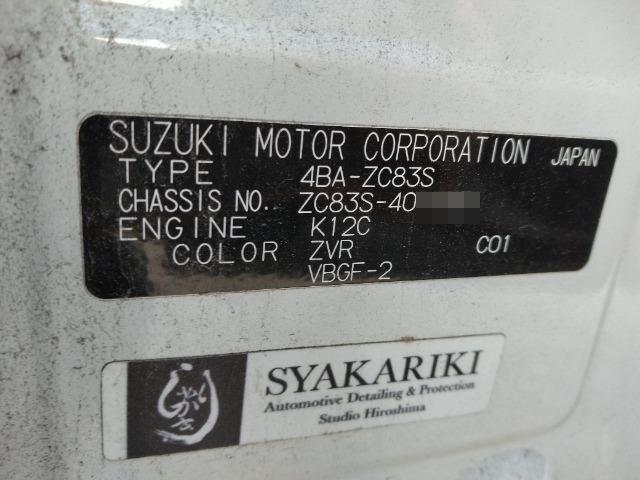 SUZUKI MOTOR CORPORATION JAPAN
TYPE 4BA-ZC83S
CHASSIS NO. ZC83S-40
ENGINE K12C
COLOR ZVR C01
VBGF-2
SYAKARIKI
Automotive Detailing & Protection
Studio Hiroshima